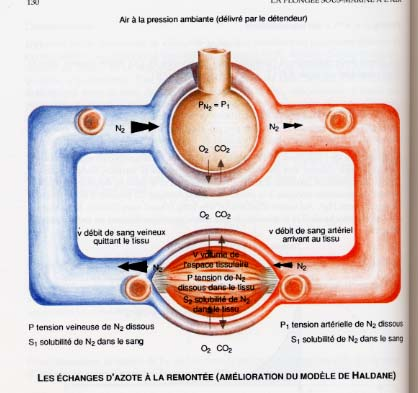 130
LA PLONGÉE SOUS-MARINE À L'AIR
Air à la pression ambiante (délivré par le détendeur)
PN2 = P1
N2
N2
O2 CO2
O2 CO2
v̇ débit de sang veineux
quittant le tissu
v̇ débit de sang artériel
arrivant au tissu
V volume de
l'espace tissulaire
N2
P tension de N2
dissous dans le tissu
N2
S2 solubilité de N2
dans le tissu
P tension veineuse de N2 dissous
S1 solubilité de N2 dans le sang
P1 tension artérielle de N2 dissous
S1 solubilité de N2 dans le sang
O2 CO2
LES ÉCHANGES D'AZOTE À LA REMONTÉE (AMÉLIORATION DU MODÈLE DE HALDANE)